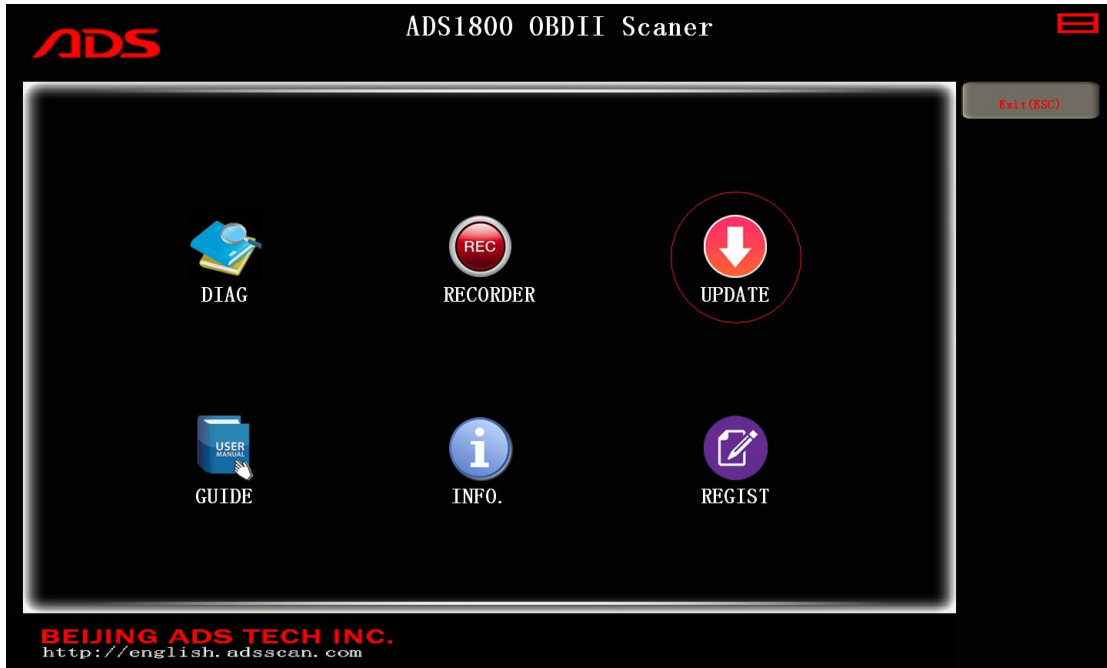 ADS
ADS1800 OBDII Scaner
Exit(ESC)
REC
DIAG
RECORDER
UPDATE
USER
MANUAL
i
GUIDE
INFO.
REGIST
BEIJING ADS TECH INC.
http://english.adsscan.com